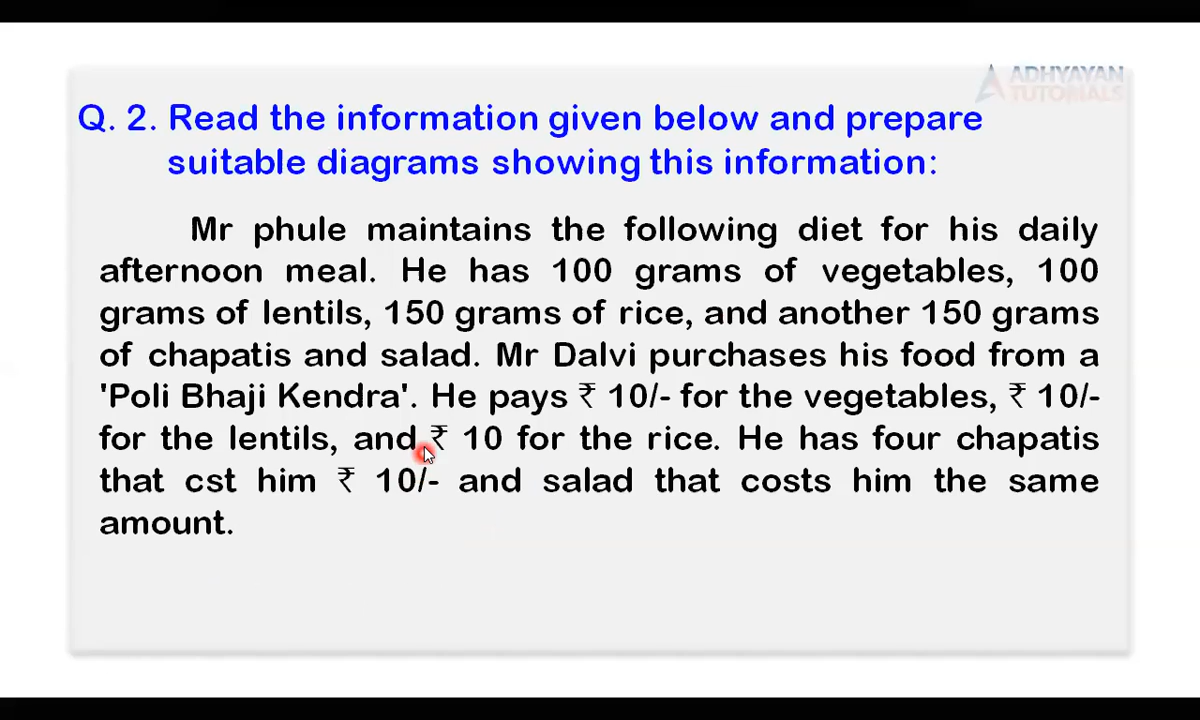 ADHYAYAN
TUTORIALS
Q. 2. Read the information given below and prepare
suitable diagrams showing this information:
Mr phule maintains the following diet for his daily
afternoon meal. He has 100 grams of vegetables, 100
grams of lentils, 150 grams of rice, and another 150 grams
of chapatis and salad. Mr Dalvi purchases his food from a
'Poli Bhaji Kendra'. He pays ₹ 10/- for the vegetables, ₹ 10/-
for the lentils, and ₹ 10 for the rice. He has four chapatis
that cst him ₹ 10/- and salad that costs him the same
amount.